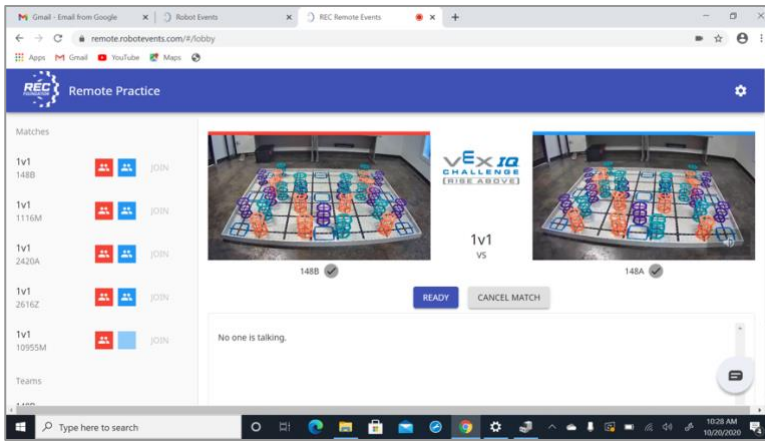 Gmail - Email from Google
Robot Events
REC Remote Events
remote.robotevents.com/#/lobby
Apps
Gmail
YouTube
Maps
REC
FOUNDATION
Remote Practice
Matches
1v1
148B
JOIN
1v1
1116M
JOIN
1v1
2420A
JOIN
1v1
2616Z
JOIN
1v1
10955M
JOIN
Teams
VEX IQ
CHALLENGE
[RISE ABOVE]
1v1
VS
148B
148A
READY
CANCEL MATCH
No one is talking.
Type here to search
10:28 AM
10/20/2020